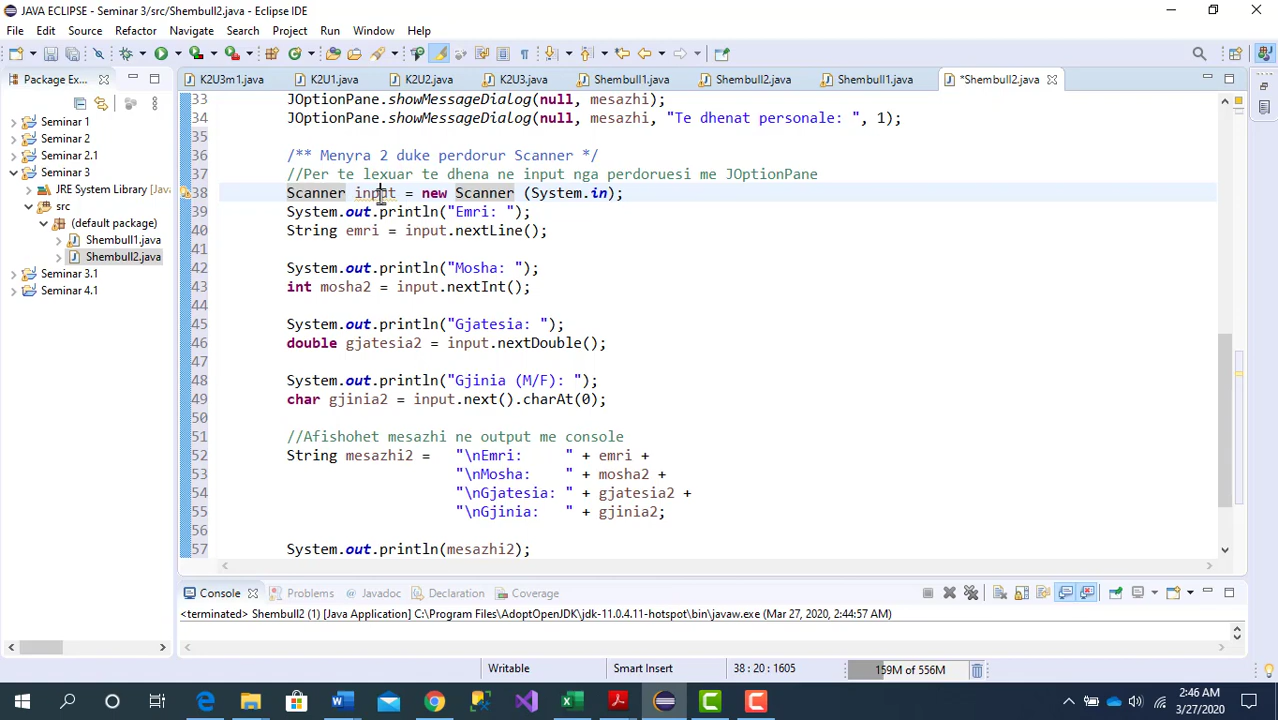 JAVA ECLIPSE - Seminar 3/src/Shembull2.java - Eclipse IDE
File Edit Source Refactor Navigate Search Project Run Window Help
Package Ex... K2U3m1.java K2U1.java K2U2.java K2U3.java Shembull1.java Shembull2.java Shembull1.java *Shembull2.java
Seminar 1
Seminar 2
Seminar 2.1
Seminar 3
JRE System Library [JavaSE
src
(default package)
Shembull1.java
Shembull2.java
Seminar 3.1
Seminar 4.1
33 JOptionPane.showMessageDialog(null, mesazhi);
34 JOptionPane.showMessageDialog(null, mesazhi, "Te dhenat personale: ", 1);
35
36 /** Menyra 2 duke perdorur Scanner */
37 //Per te lexuar te dhena ne input nga perdoruesi me JOptionPane
38 Scanner input = new Scanner (System.in);
39 System.out.println("Emri: ");
40 String emri = input.nextLine();
41
42 System.out.println("Mosha: ");
43 int mosha2 = input.nextInt();
44
45 System.out.println("Gjatesia: ");
46 double gjatesia2 = input.nextDouble();
47
48 System.out.println("Gjinia (M/F): ");
49 char gjinia2 = input.next().charAt(0);
50
51 //Afishohet mesazhi ne output me console
52 String mesazhi2 = "\nEmri: " + emri +
53 "\nMosha: " + mosha2 +
54 "\nGjatesia: " + gjatesia2 +
55 "\nGjinia: " + gjinia2;
56
57 System.out.println(mesazhi2);
Console Problems Javadoc Declaration Coverage
<terminated> Shembull2 (1) [Java Application] C:\Program Files\AdoptOpenJDK\jdk-11.0.4.11-hotspot\bin\javaw.exe (Mar 27, 2020, 2:44:57 AM)
Writable Smart Insert 38 : 20 : 1605 159M of 556M
2:46 AM
3/27/2020